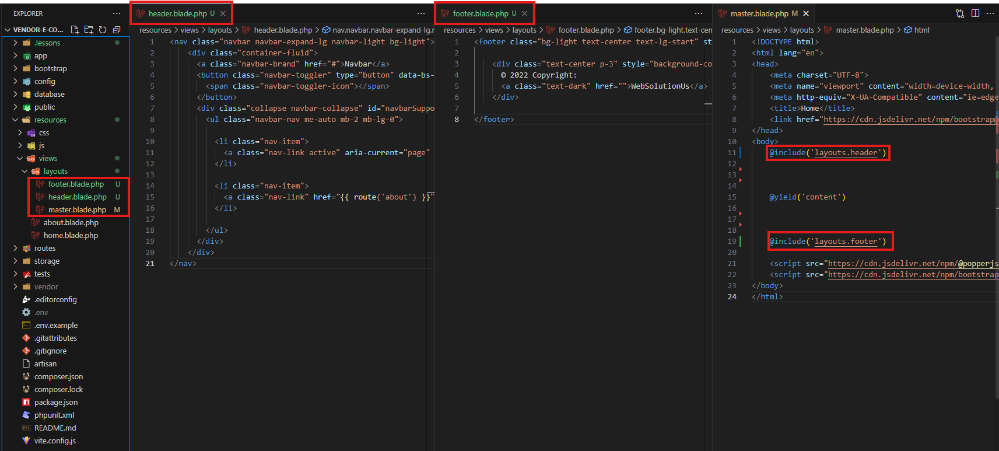 EXPLORER
VENDOR-E-CO...
.lessons
app
bootstrap
config
database
public
resources
css
js
views
layouts
footer.blade.php U
header.blade.php U
master.blade.php M
about.blade.php
home.blade.php
routes
storage
tests
vendor
.editorconfig
.env
.env.example
.gitattributes
.gitignore
artisan
composer.json
composer.lock
package.json
phpunit.xml
README.md
vite.config.js
header.blade.php U
resources > views > layouts > header.blade.php > nav.navbar.navbar-expand-lg.n
1 <nav class="navbar navbar-expand-lg navbar-light bg-light">
2 <div class="container-fluid">
3 <a class="navbar-brand" href="#">Navbar</a>
4 <button class="navbar-toggler" type="button" data-bs-
5 <span class="navbar-toggler-icon"></span>
6 </button>
7 <div class="collapse navbar-collapse" id="navbarSuppo
8 <ul class="navbar-nav me-auto mb-2 mb-lg-0">
9
10 <li class="nav-item">
11 <a class="nav-link active" aria-current="page"
12 </li>
13
14 <li class="nav-item">
15 <a class="nav-link" href="{{ route('about') }}"
16 </li>
17
18 </ul>
19 </div>
20 </div>
21 </nav>
footer.blade.php U
resources > views > layouts > footer.blade.php > footer.bg-light.text-cen
1 <footer class="bg-light text-center text-lg-start" st
2
3 <div class="text-center p-3" style="background-co
4 © 2022 Copyright:
5 <a class="text-dark" href="">WebSolutionUs</a>
6 </div>
7
8 </footer>
master.blade.php M
resources > views > layouts > master.blade.php > html
1 <!DOCTYPE html>
2 <html lang="en">
3 <head>
4 <meta charset="UTF-8">
5 <meta name="viewport" content="width=device-width,
6 <meta http-equiv="X-UA-Compatible" content="ie=edge
7 <title>Home</title>
8 <link href="https://cdn.jsdelivr.net/npm/bootstrap@
9 </head>
10 <body>
11 @include('layouts.header')
12
13
14
15 @yield('content')
16
17
18
19 @include('layouts.footer')
20
21 <script src="https://cdn.jsdelivr.net/npm/@popperjs
22 <script src="https://cdn.jsdelivr.net/npm/bootstrap
23 </body>
24 </html>